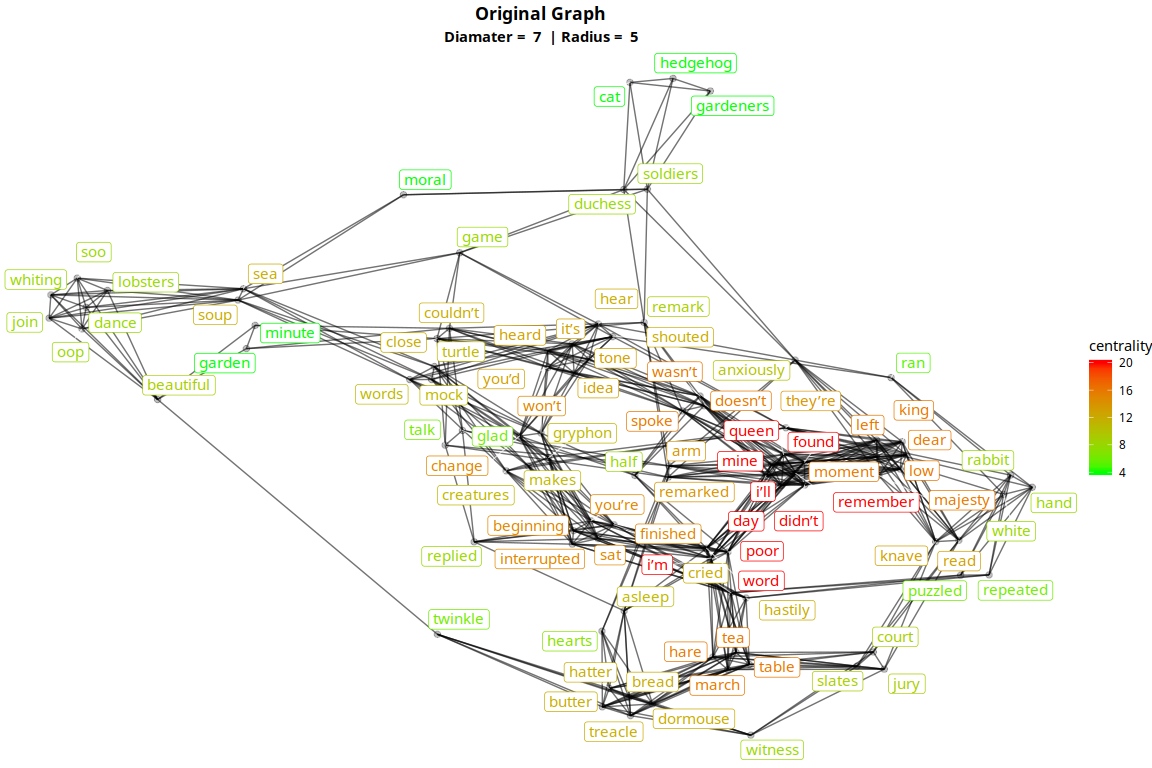 Original Graph
Diamater = 7 | Radius = 5
hedgehog
cat
gardeners
soldiers
moral
duchess
game
soo
whiting
lobsters
sea
join
dance
soup
oop
minute
garden
beautiful
hear
remark
couldn't
heard
it's
shouted
close
turtle
tone
you'd
wasn't
anxiously
ran
words
mock
idea
won't
doesn't
they're
king
talk
glad
gryphon
spoke
queen
found
left
dear
change
half
arm
mine
moment
low
rabbit
creatures
makes
remarked
i'll
remember
majesty
hand
you're
beginning
finished
day
didn't
white
replied
interrupted
sat
i'm
cried
poor
knave
read
word
puzzled
repeated
asleep
hastily
twinkle
hearts
tea
court
hare
table
hatter
bread
march
slates
jury
butter
treacle
dormouse
witness
centrality
20
16
12
8
4